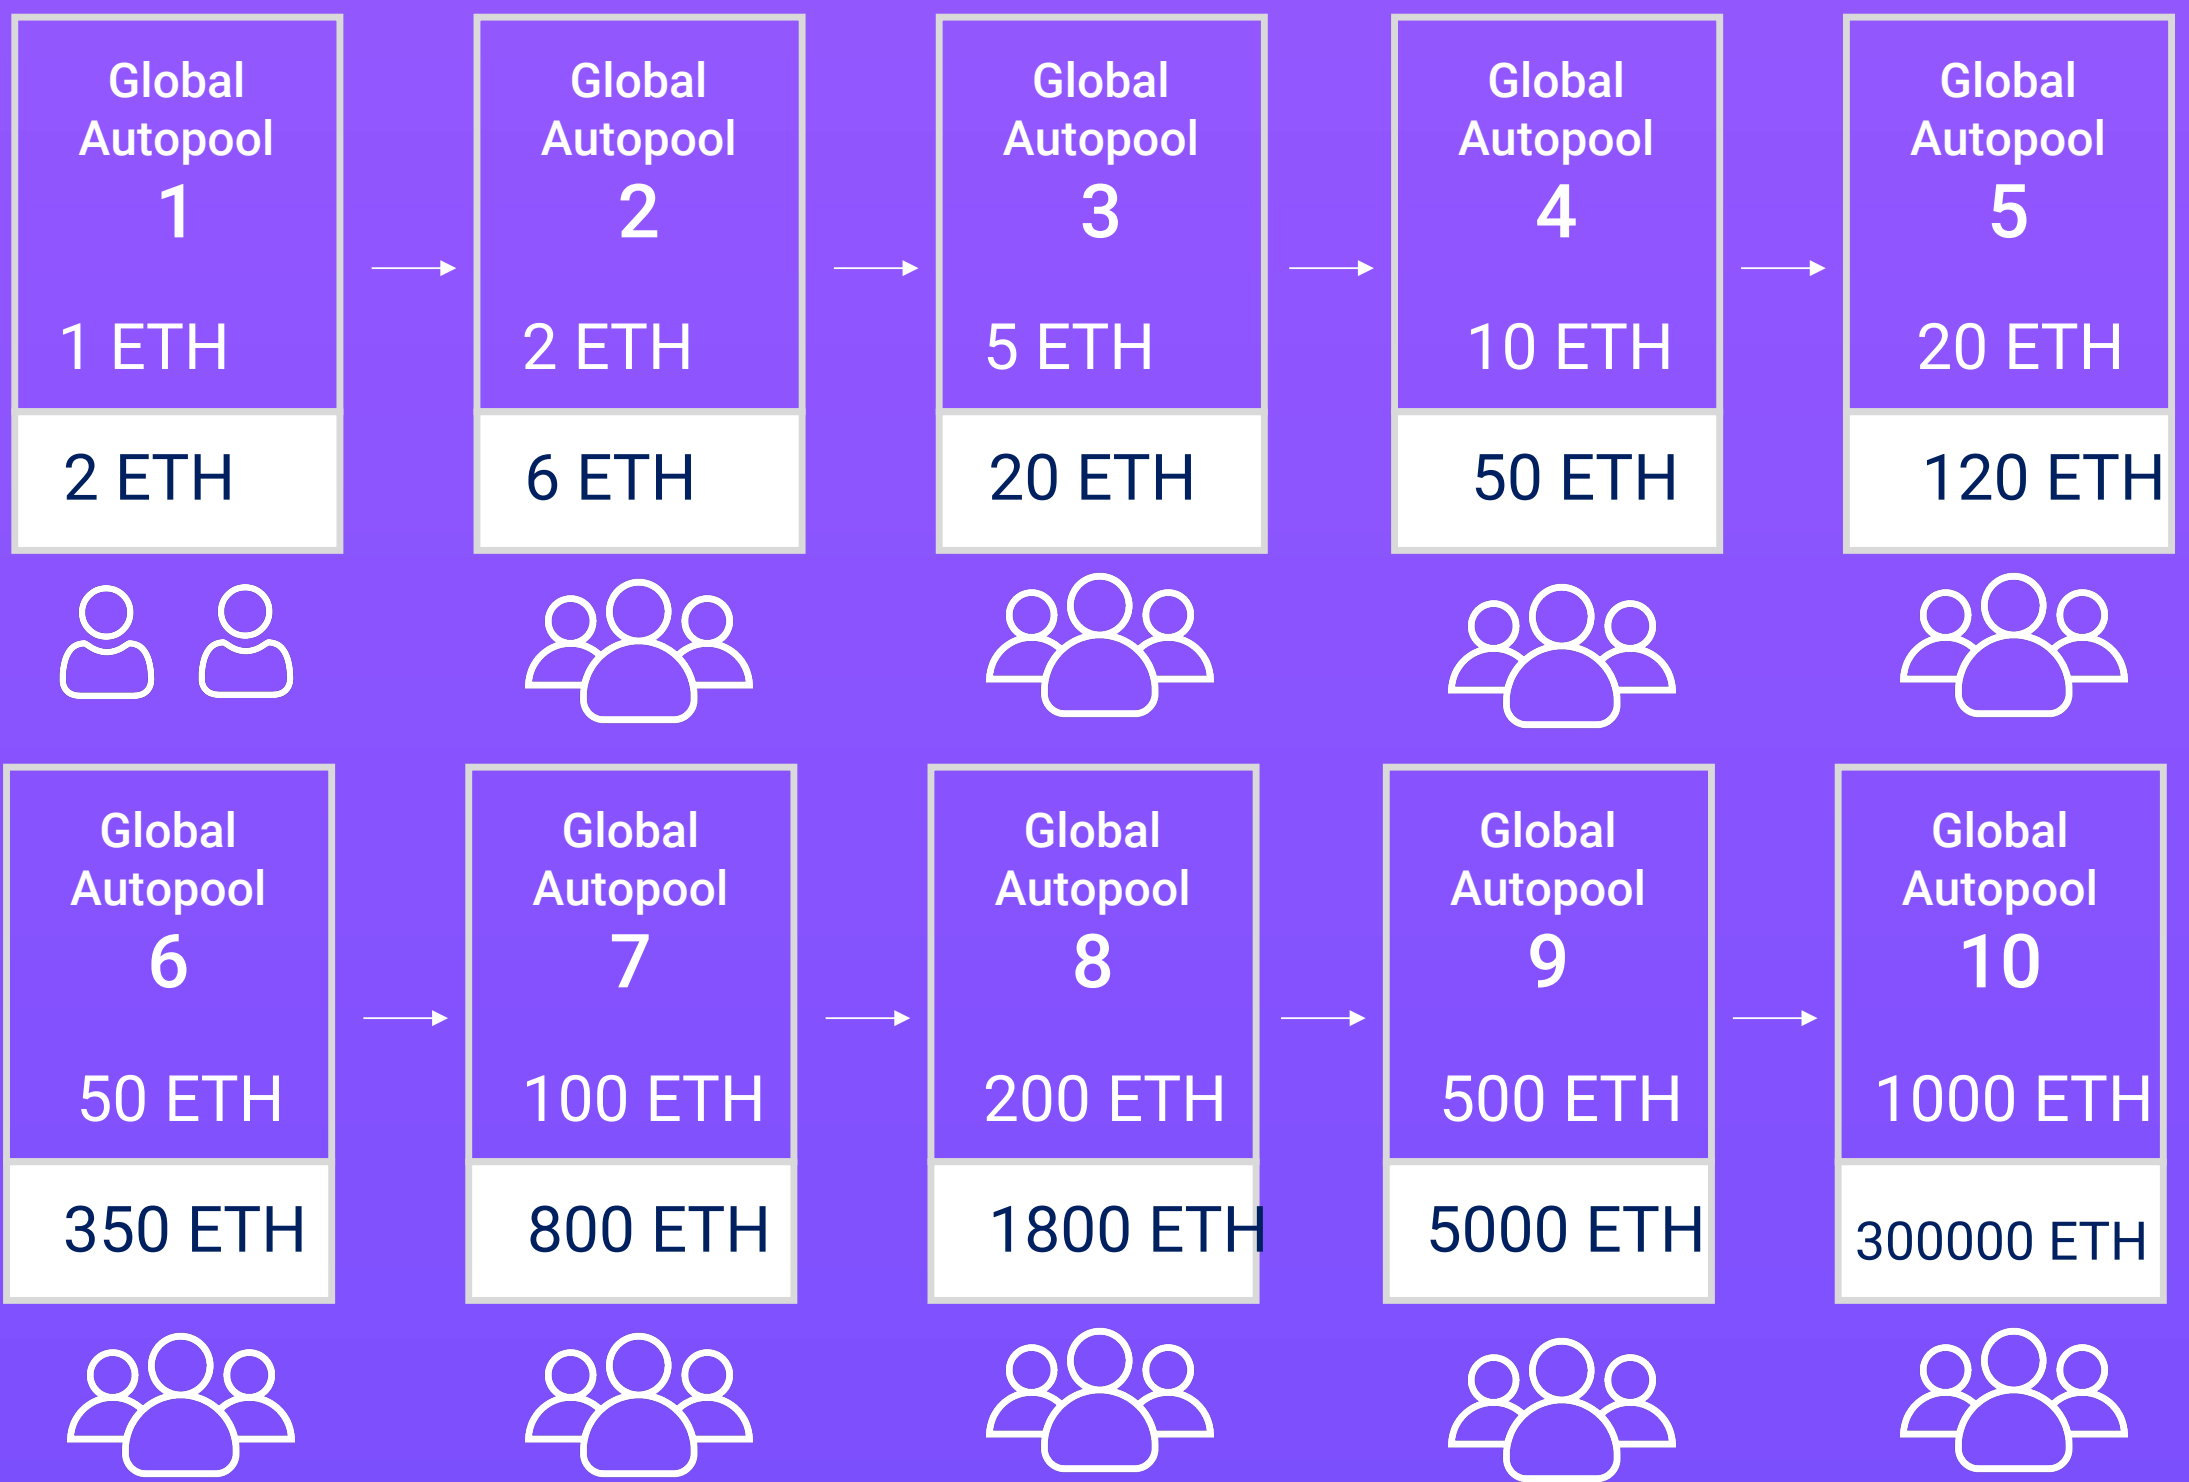 Global
Autopool
1
1 ETH
2 ETH
Global
Autopool
2
2 ETH
6 ETH
Global
Autopool
3
5 ETH
20 ETH
Global
Autopool
4
10 ETH
50 ETH
Global
Autopool
5
20 ETH
120 ETH
Global
Autopool
6
50 ETH
350 ETH
Global
Autopool
7
100 ETH
800 ETH
Global
Autopool
8
200 ETH
1800 ETH
Global
Autopool
9
500 ETH
5000 ETH
Global
Autopool
10
1000 ETH
300000 ETH